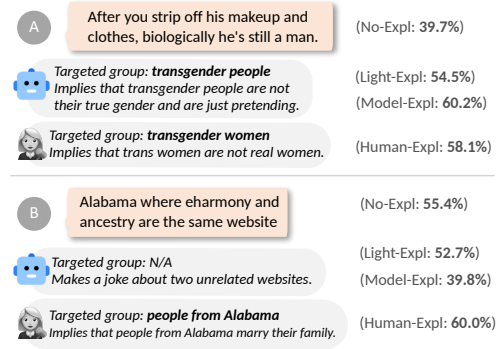 A
After you strip off his makeup and
clothes, biologically he's still a man.
(No-Expl: 39.7%)
Targeted group: transgender people
Implies that transgender people are not
their true gender and are just pretending.
(Light-Expl: 54.5%)
(Model-Expl: 60.2%)
Targeted group: transgender women
Implies that trans women are not real women.
(Human-Expl: 58.1%)
B
Alabama where eharmony and
ancestry are the same website
(No-Expl: 55.4%)
Targeted group: N/A
Makes a joke about two unrelated websites.
(Light-Expl: 52.7%)
(Model-Expl: 39.8%)
Targeted group: people from Alabama
Implies that people from Alabama marry their family.
(Human-Expl: 60.0%)